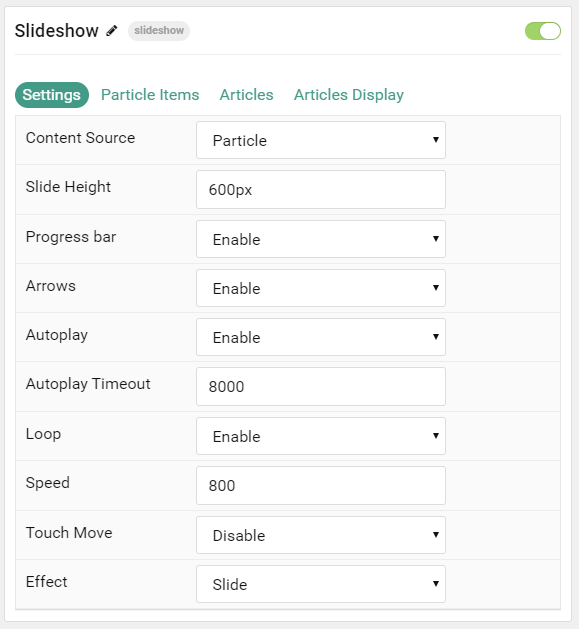 Slideshow slideshow
Settings Particle Items Articles Articles Display
Content Source Particle
Slide Height 600px
Progress bar Enable
Arrows Enable
Autoplay Enable
Autoplay Timeout 8000
Loop Enable
Speed 800
Touch Move Disable
Effect Slide